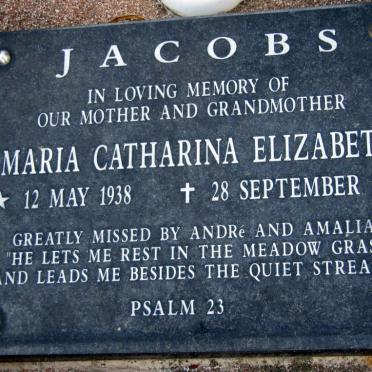 JACOBS
IN LOVING MEMORY OF
OUR MOTHER AND GRANDMOTHER
MARIA CATHARINA ELIZABET
12 MAY 1938 ✝ 28 SEPTEMBER
GREATLY MISSED BY ANDRé AND AMALIA
"HE LETS ME REST IN THE MEADOW GRAS
AND LEADS ME BESIDES THE QUIET STREA
PSALM 23